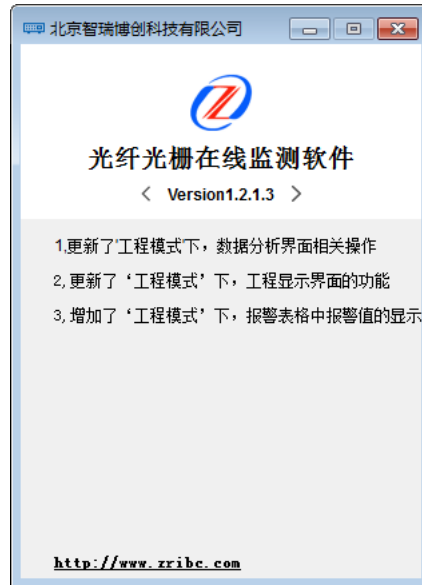 北京智瑞博创科技有限公司
光纤光栅在线监测软件
< Version1.2.1.3 >
1,更新了'工程模式'下，数据分析界面相关操作
2,更新了‘工程模式’下，工程显示界面的功能
3,增加了‘工程模式’下，报警表格中报警值的显示
http://www.zribc.com